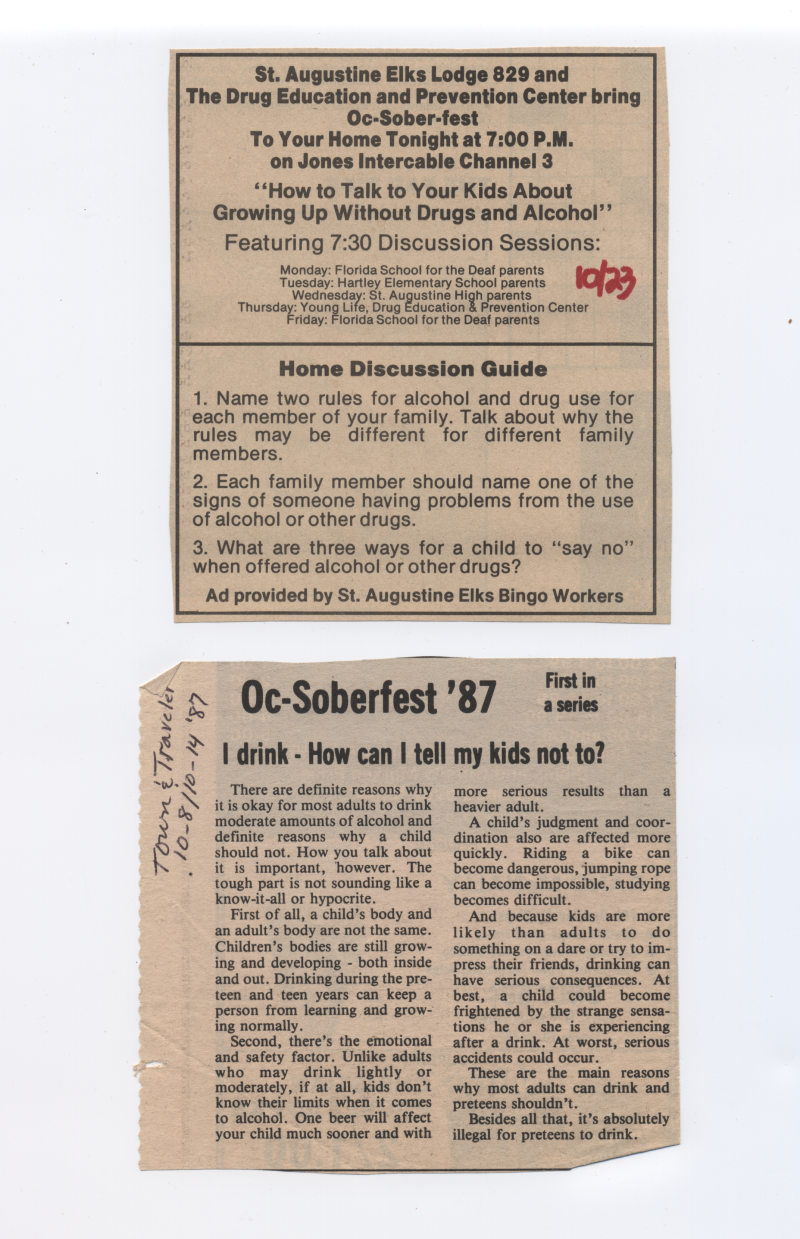 St. Augustine Elks Lodge 829 and
The Drug Education and Prevention Center bring
Oc-Sober-fest
To Your Home Tonight at 7:00 P.M.
on Jones Intercable Channel 3
"How to Talk to Your Kids About
Growing Up Without Drugs and Alcohol"
Featuring 7:30 Discussion Sessions:
Monday: Florida School for the Deaf parents
Tuesday: Hartley Elementary School parents
Wednesday: St. Augustine High parents
Thursday: Young Life, Drug Education & Prevention Center
Friday: Florida School for the Deaf parents
10/23
Home Discussion Guide
1. Name two rules for alcohol and drug use for
each member of your family. Talk about why the
rules may be different for different family
members.
2. Each family member should name one of the
signs of someone having problems from the use
of alcohol or other drugs.
3. What are three ways for a child to "say no"
when offered alcohol or other drugs?
Ad provided by St. Augustine Elks Bingo Workers
Town & Traveler
10-8/10-14 '87
Oc-Soberfest '87
First in
a series
I drink - How can I tell my kids not to?
There are definite reasons why
it is okay for most adults to drink
moderate amounts of alcohol and
definite reasons why a child
should not. How you talk about
it is important, however. The
tough part is not sounding like a
know-it-all or hypocrite.
First of all, a child's body and
an adult's body are not the same.
Children's bodies are still grow-
ing and developing - both inside
and out. Drinking during the pre-
teen and teen years can keep a
person from learning and grow-
ing normally.
Second, there's the emotional
and safety factor. Unlike adults
who may drink lightly or
moderately, if at all, kids don't
know their limits when it comes
to alcohol. One beer will affect
your child much sooner and with
more serious results than a
heavier adult.
A child's judgment and coor-
dination also are affected more
quickly. Riding a bike can
become dangerous, jumping rope
can become impossible, studying
becomes difficult.
And because kids are more
likely than adults to do
something on a dare or try to im-
press their friends, drinking can
have serious consequences. At
best, a child could become
frightened by the strange sensa-
tions he or she is experiencing
after a drink. At worst, serious
accidents could occur.
These are the main reasons
why most adults can drink and
preteens shouldn't.
Besides all that, it's absolutely
illegal for preteens to drink.